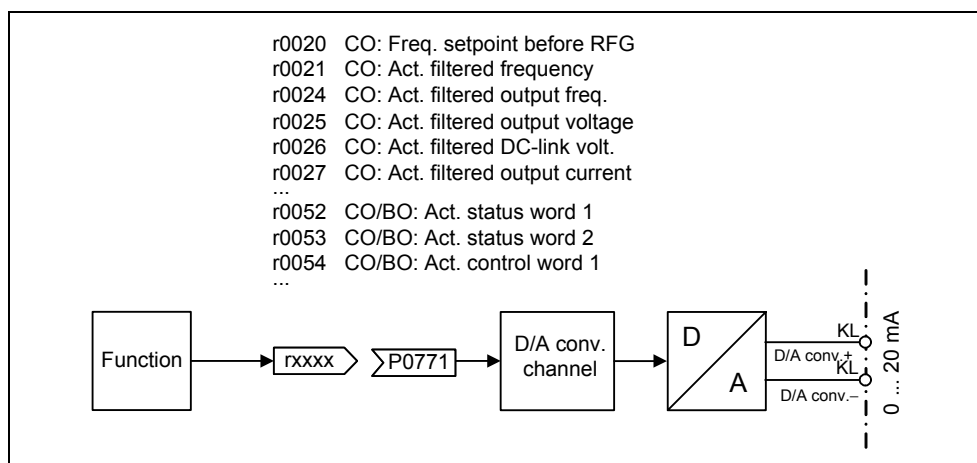 r0020 CO: Freq. setpoint before RFG
r0021 CO: Act. filtered frequency
r0024 CO: Act. filtered output freq.
r0025 CO: Act. filtered output voltage
r0026 CO: Act. filtered DC-link volt.
r0027 CO: Act. filtered output current
...
r0052 CO/BO: Act. status word 1
r0053 CO/BO: Act. status word 2
r0054 CO/BO: Act. control word 1
...
Function
rxxxx
P0771
D/A conv.
channel
D
A
KL
D/A conv.+
KL
D/A conv.−
0 ... 20 mA